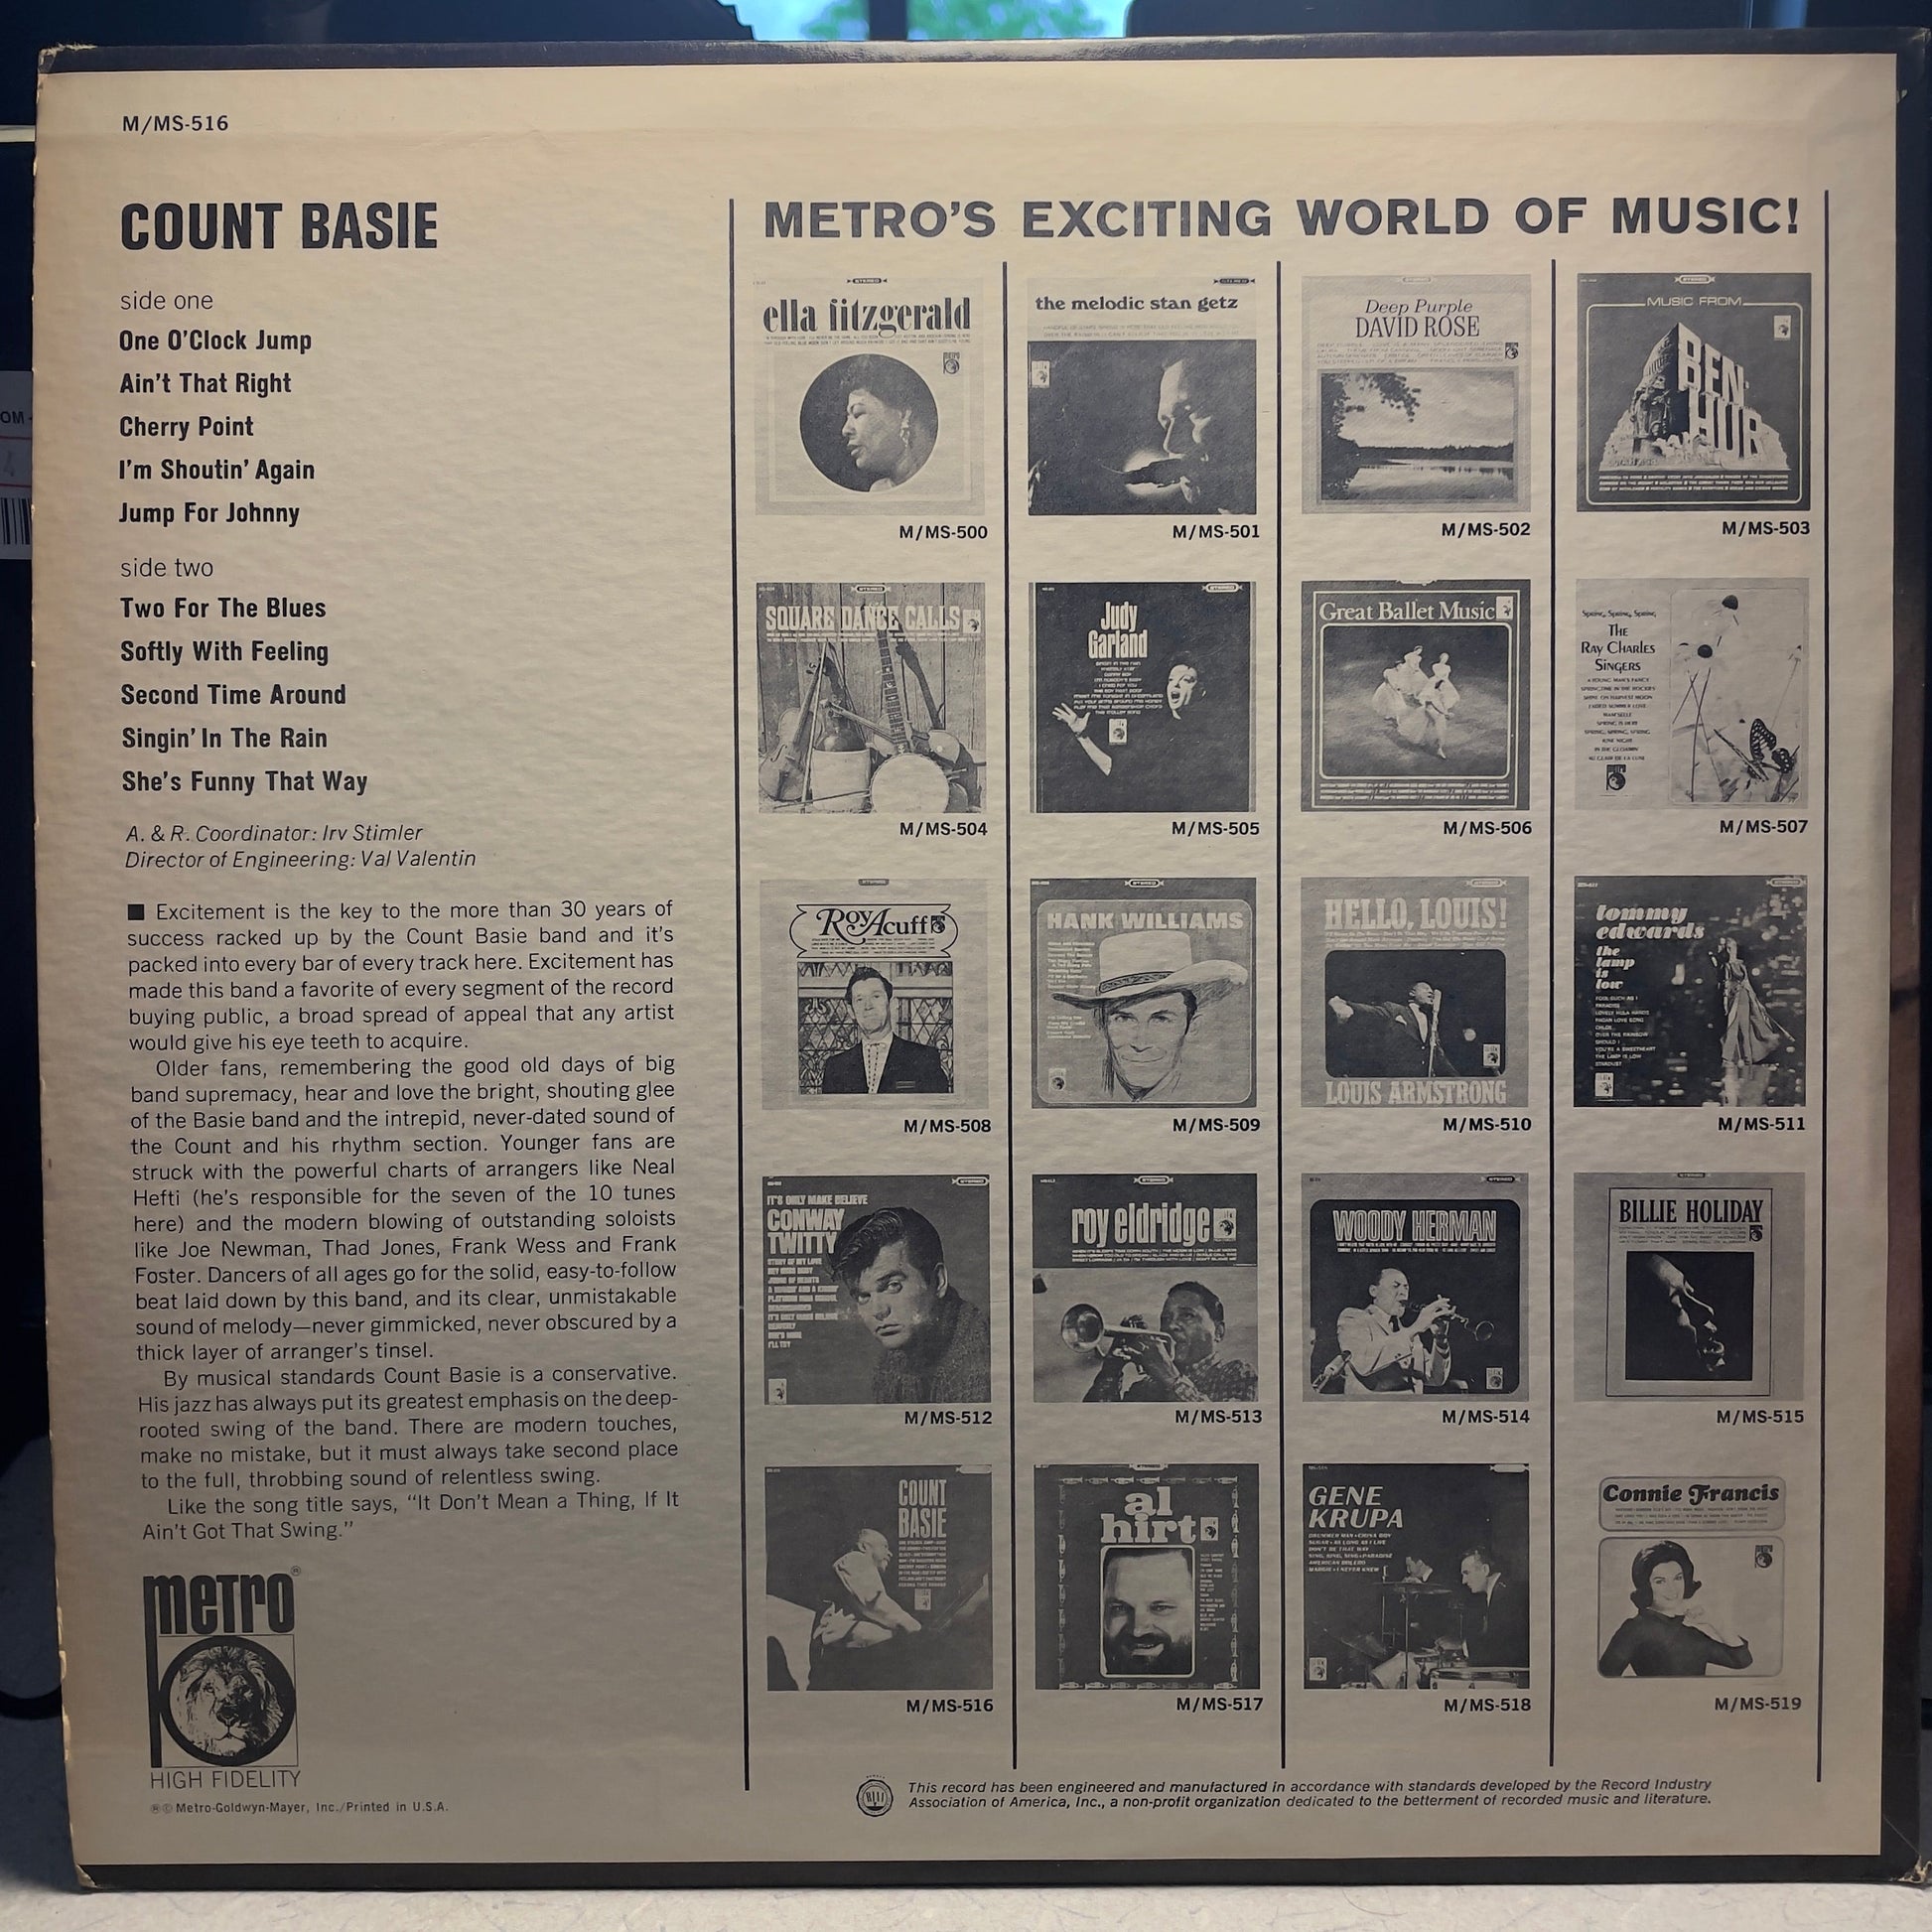 M/MS-516
COUNT BASIE
side one
One O'Clock Jump
Ain't That Right
Cherry Point
I'm Shoutin' Again
Jump For Johnny
side two
Two For The Blues
Softly With Feeling
Second Time Around
Singin' In The Rain
She's Funny That Way
A. & R. Coordinator: Irv Stimler
Director of Engineering: Val Valentin
■ Excitement is the key to the more than 30 years of
success racked up by the Count Basie band and it's
packed into every bar of every track here. Excitement has
made this band a favorite of every segment of the record
buying public, a broad spread of appeal that any artist
would give his eye teeth to acquire.
Older fans, remembering the good old days of big
band supremacy, hear and love the bright, shouting glee
of the Basie band and the intrepid, never-dated sound of
the Count and his rhythm section. Younger fans are
struck with the powerful charts of arrangers like Neal
Hefti (he's responsible for the seven of the 10 tunes
here) and the modern blowing of outstanding soloists
like Joe Newman, Thad Jones, Frank Wess and Frank
Foster. Dancers of all ages go for the solid, easy-to-follow
beat laid down by this band, and its clear, unmistakable
sound of melody—never gimmicked, never obscured by a
thick layer of arranger's tinsel.
By musical standards Count Basie is a conservative.
His jazz has always put its greatest emphasis on the deep-
rooted swing of the band. There are modern touches,
make no mistake, but it must always take second place
to the full, throbbing sound of relentless swing.
Like the song title says, "It Don't Mean a Thing, If It
Ain't Got That Swing."
metro®
HIGH FIDELITY
℗© Metro-Goldwyn-Mayer, Inc./Printed in U.S.A.
METRO'S EXCITING WORLD OF MUSIC!
STEREO
ella fitzgerald
METRO
M/MS-500
the melodic stan getz
M/MS-501
Deep Purple
DAVID ROSE
M/MS-502
STEREO
MUSIC FROM
BEN-
HUR
M/MS-503
STEREO
SQUARE DANCE CALLS
M/MS-504
STEREO
Judy
Garland
M/MS-505
Great Ballet Music
M/MS-506
Spring, Spring, Spring,
THE
RAY CHARLES
SINGERS
M/MS-507
STEREO
Roy Acuff
M/MS-508
STEREO
HANK WILLIAMS
M/MS-509
STEREO
HELLO, LOUIS!
LOUIS ARMSTRONG
M/MS-510
STEREO
tommy
edwards
the
lamp
is
low
M/MS-511
STEREO
IT'S ONLY MAKE BELIEVE
CONWAY
TWITTY
M/MS-512
STEREO
roy eldridge
M/MS-513
STEREO
WOODY HERMAN
M/MS-514
STEREO
BILLIE HOLIDAY
M/MS-515
COUNT
BASIE
M/MS-516
al
hirt
M/MS-517
STEREO
GENE
KRUPA
DRUMMER MAN • CHINA BOY
M/MS-518
Connie Francis
M/MS-519
This record has been engineered and manufactured in accordance with standards developed by the Record Industry
Association of America, Inc., a non-profit organization dedicated to the betterment of recorded music and literature.